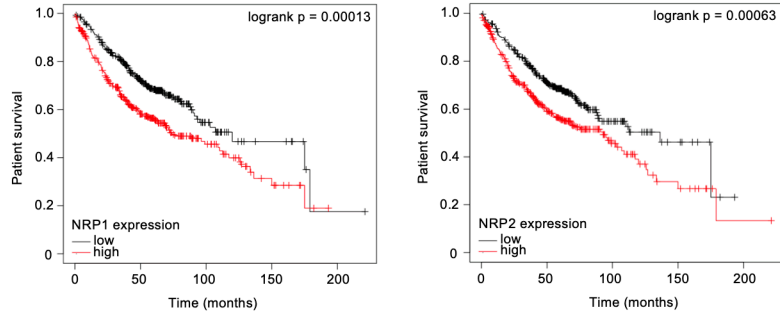 logrank p = 0.00013
Patient survival
1.0
0.8
0.6
0.4
0.2
0
NRP1 expression
low
high
0
50
100
150
200
Time (months)
logrank p = 0.00063
Patient survival
1.0
0.8
0.6
0.4
0.2
0
NRP2 expression
low
high
0
50
100
150
200
Time (months)